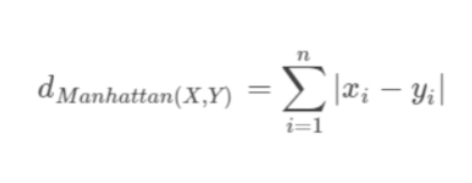 d_{Manhattan(X,Y)} = \sum_{i=1}^{n} |x_i - y_i|